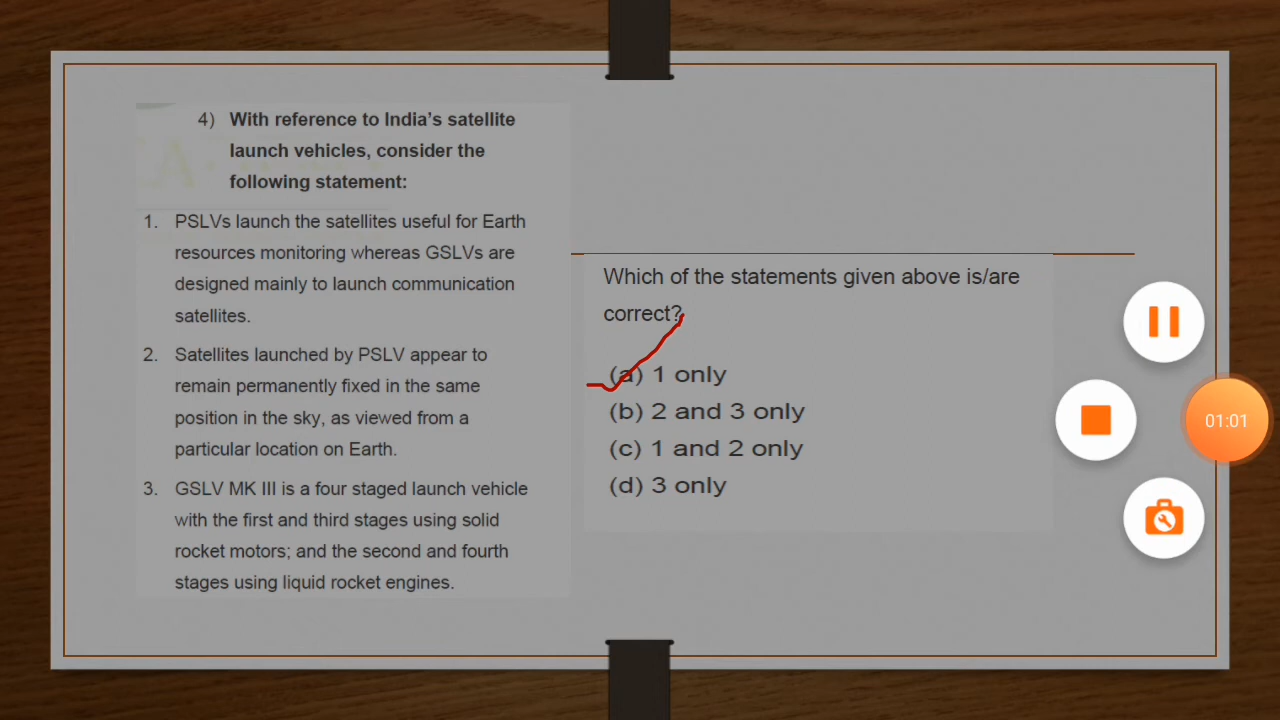 4) With reference to India's satellite
launch vehicles, consider the
following statement:
1. PSLVs launch the satellites useful for Earth
resources monitoring whereas GSLVs are
designed mainly to launch communication
satellites.
2. Satellites launched by PSLV appear to
remain permanently fixed in the same
position in the sky, as viewed from a
particular location on Earth.
3. GSLV MK III is a four staged launch vehicle
with the first and third stages using solid
rocket motors; and the second and fourth
stages using liquid rocket engines.
Which of the statements given above is/are
correct?
(a) 1 only
(b) 2 and 3 only
(c) 1 and 2 only
(d) 3 only
01:01